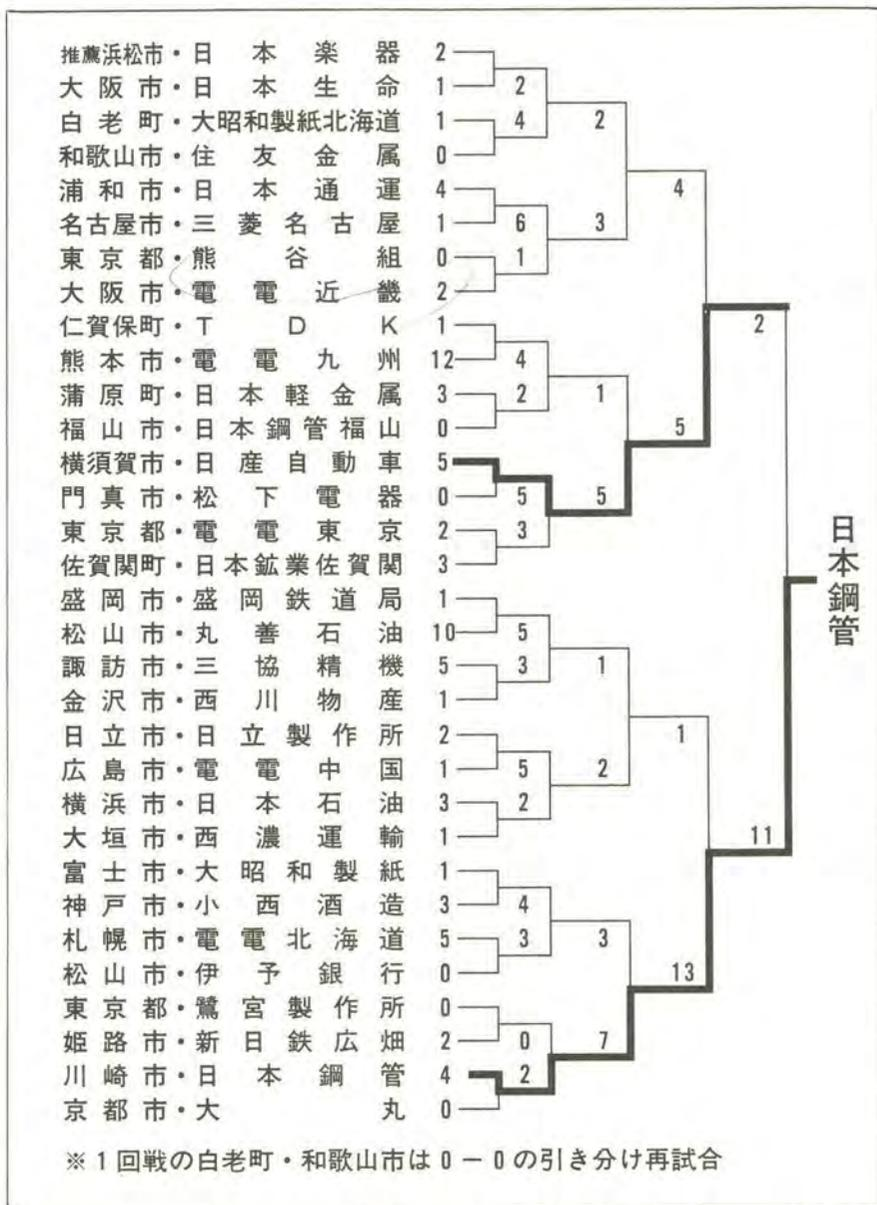 推薦浜松市・日本楽器 2
大阪市・日本生命 1
白老町・大昭和製紙北海道 1
和歌山市・住友金属 0
浦和市・日本通運 4
名古屋市・三菱名古屋 1
東京都・熊谷組 0
大阪市・電電近畿 2
仁賀保町・TDK 1
熊本市・電電九州 12
蒲原町・日本軽金属 3
福山市・日本鋼管福山 0
横須賀市・日産自動車 5
門真市・松下電器 0
東京都・電電東京 2
佐賀関町・日本鉱業佐賀関 3
盛岡市・盛岡鉄道局 1
松山市・丸善石油 10
諏訪市・三協精機 5
金沢市・西川物産 1
日立市・日立製作所 2
広島市・電電中国 1
横浜市・日本石油 3
大垣市・西濃運輸 1
富士市・大昭和製紙 1
神戸市・小西酒造 3
札幌市・電電北海道 5
松山市・伊予銀行 0
東京都・鷺宮製作所 0
姫路市・新日鉄広畑 2
川崎市・日本鋼管 4
京都市・大丸 0
2
4
6
1
4
2
5
3
5
3
5
2
4
3
0
2
2
3
1
5
1
2
3
7
4
5
1
13
2
11
日本鋼管
※1回戦の白老町・和歌山市は0-0の引き分け再試合